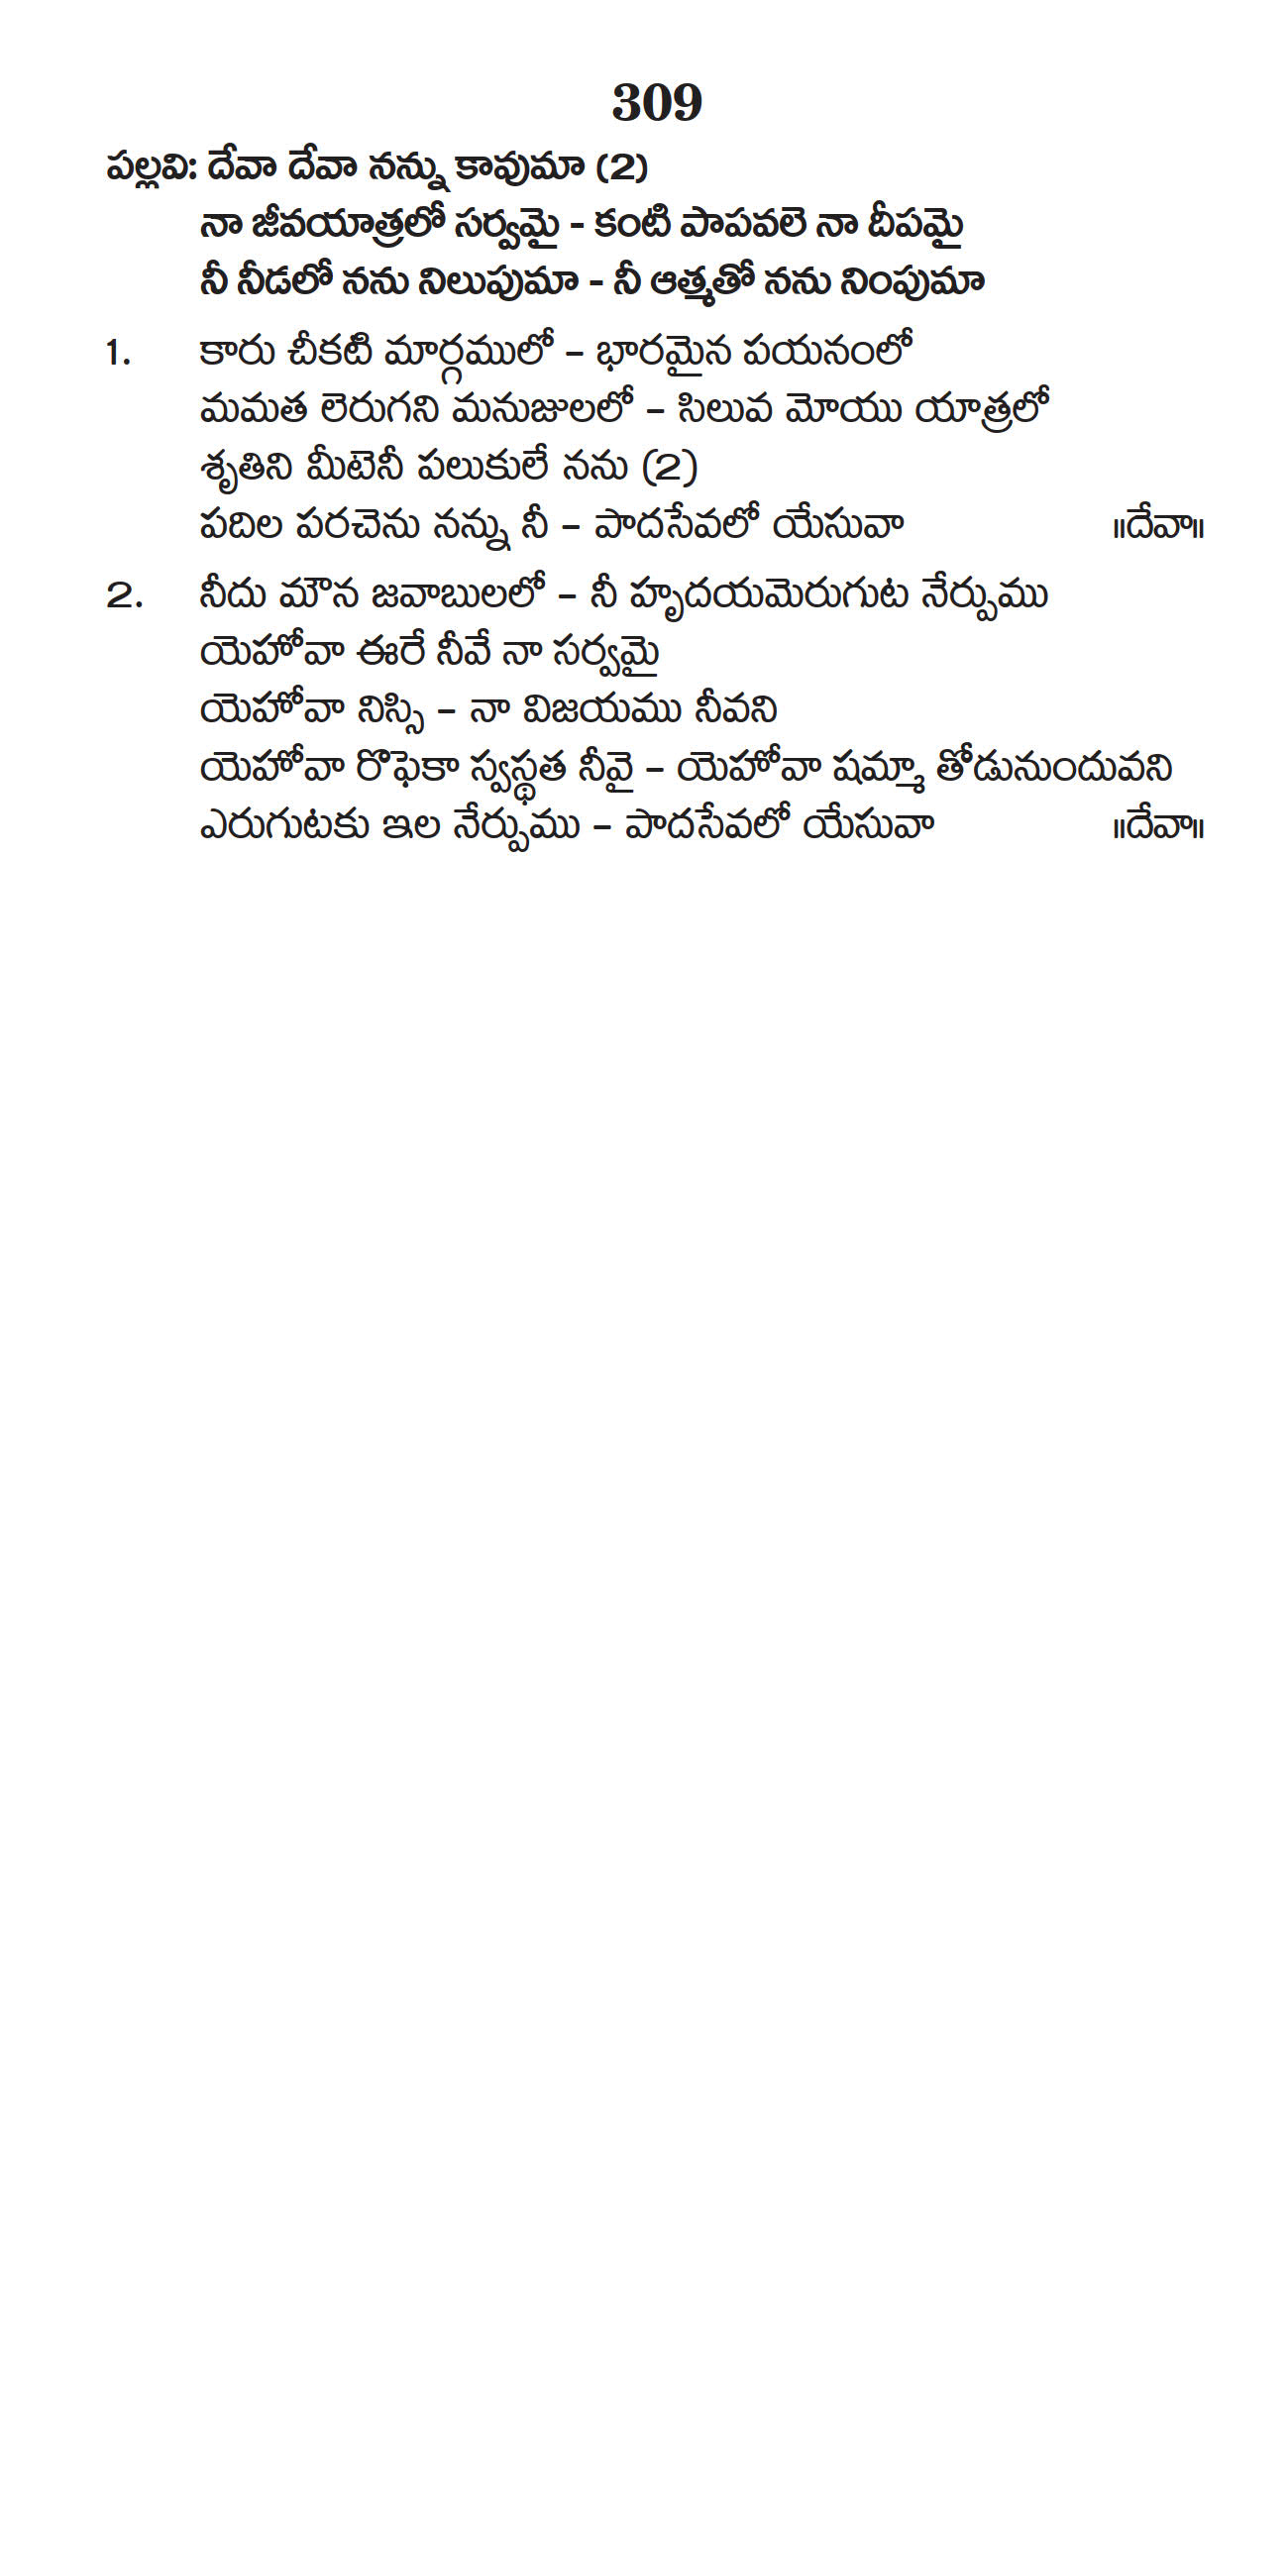 309
పల్లవి: దేవా దేవా నన్ను కావుమా (2)
నా జీవయాత్రలో సర్వమై - కంటి పాపవలె నా దీపమై
నీ నీడలో నను నిలుపుమా - నీ ఆత్మతో నను నింపుమా
1. కారు చీకటి మార్గములో – భారమైన పయనంలో
మమత లెరుగని మనుజులలో – సిలువ మోయు యాత్రలో
శృతిని మీటెనీ పలుకులే నను (2)
పదిల పరచెను నన్ను నీ – పాదసేవలో యేసువా ॥దేవా॥
2. నీదు మౌన జవాబులలో – నీ హృదయమెరుగుట నేర్పుము
యెహోవా ఈరే నీవే నా సర్వమై
యెహోవా నిస్సి – నా విజయము నీవని
యెహోవా రొఫెకా స్వస్థత నీవై – యెహోవా షమ్మా తోడునుందువని
ఎరుగుటకు ఇల నేర్పుము – పాదసేవలో యేసువా ॥దేవా॥